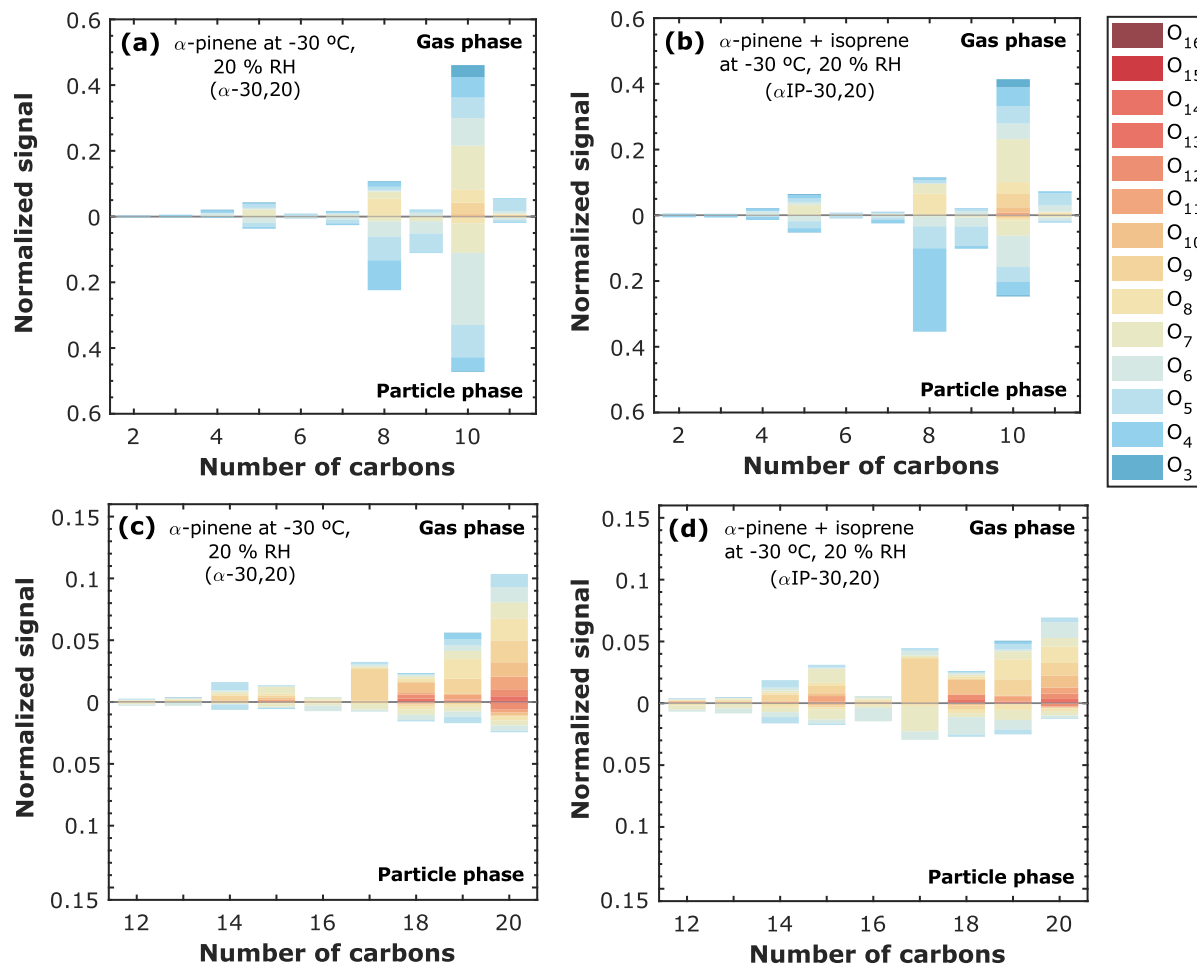 (a) α-pinene at -30 ºC,
20 % RH
(α-30,20)
Gas phase
Particle phase
Normalized signal
0.6
0.4
0.2
0
0.2
0.4
0.6
2 4 6 8 10
Number of carbons
(b) α-pinene + isoprene
at -30 ºC, 20 % RH
(αIP-30,20)
Gas phase
Particle phase
Normalized signal
0.6
0.4
0.2
0
0.2
0.4
0.6
2 4 6 8 10
Number of carbons
O16
O15
O14
O13
O12
O11
O10
O9
O8
O7
O6
O5
O4
O3
(c) α-pinene at -30 ºC,
20 % RH
(α-30,20)
Gas phase
Particle phase
Normalized signal
0.15
0.1
0.05
0
0.05
0.1
0.15
12 14 16 18 20
Number of carbons
(d) α-pinene + isoprene
at -30 ºC, 20 % RH
(αIP-30,20)
Gas phase
Particle phase
Normalized signal
0.15
0.1
0.05
0
0.05
0.1
0.15
12 14 16 18 20
Number of carbons